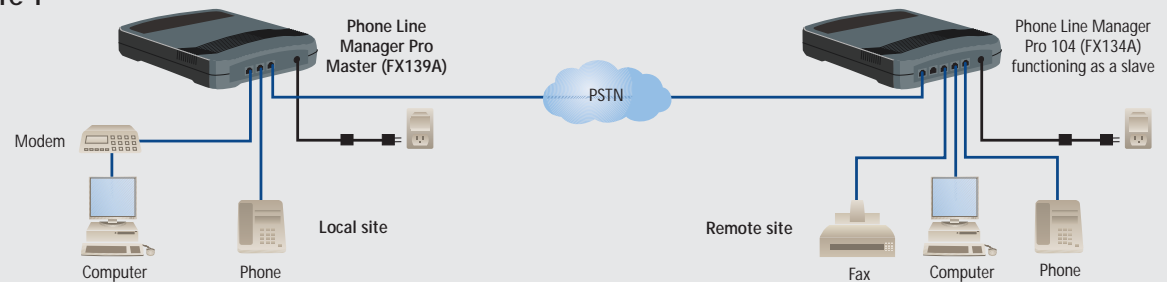 Phone Line
Manager Pro
Master (FX139A)
Phone Line Manager
Pro 104 (FX134A)
functioning as a slave
PSTN
Modem
Local site
Remote site
Computer
Phone
Fax
Computer
Phone